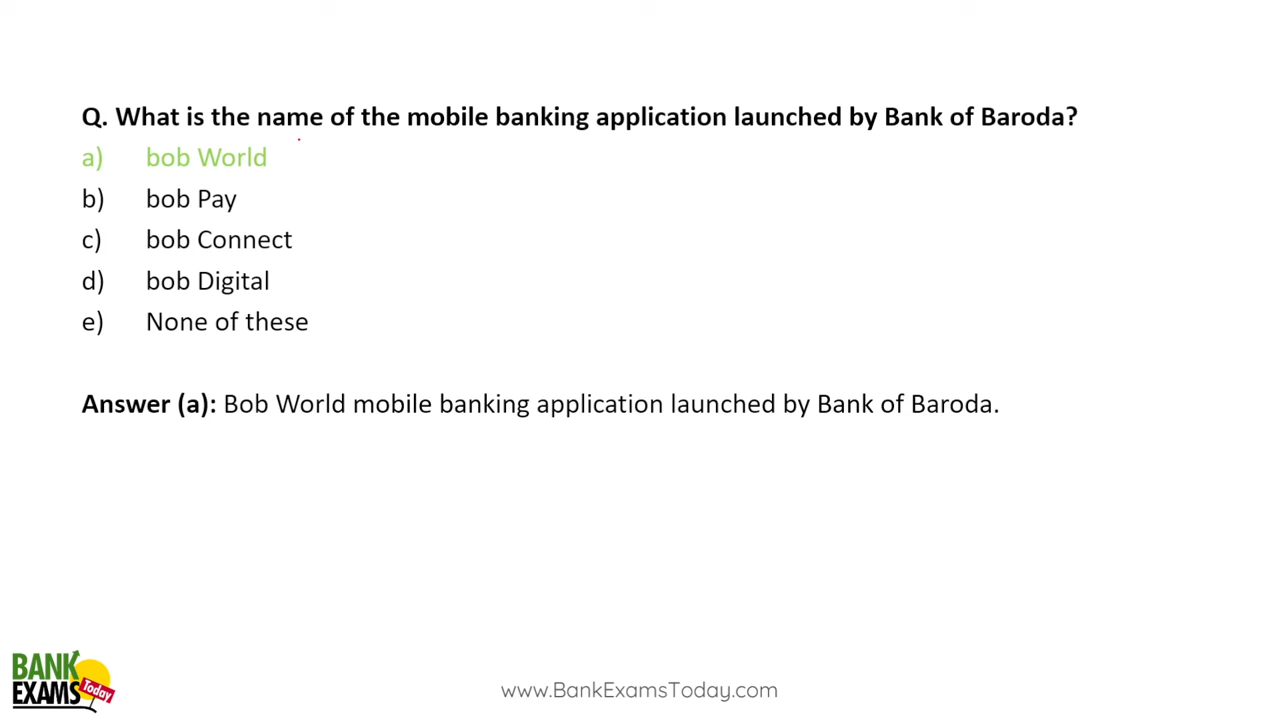 Q. What is the name of the mobile banking application launched by Bank of Baroda?
a) bob World
b) bob Pay
c) bob Connect
d) bob Digital
e) None of these
Answer (a): Bob World mobile banking application launched by Bank of Baroda.
BANK
EXAMS Today
www.BankExamsToday.com